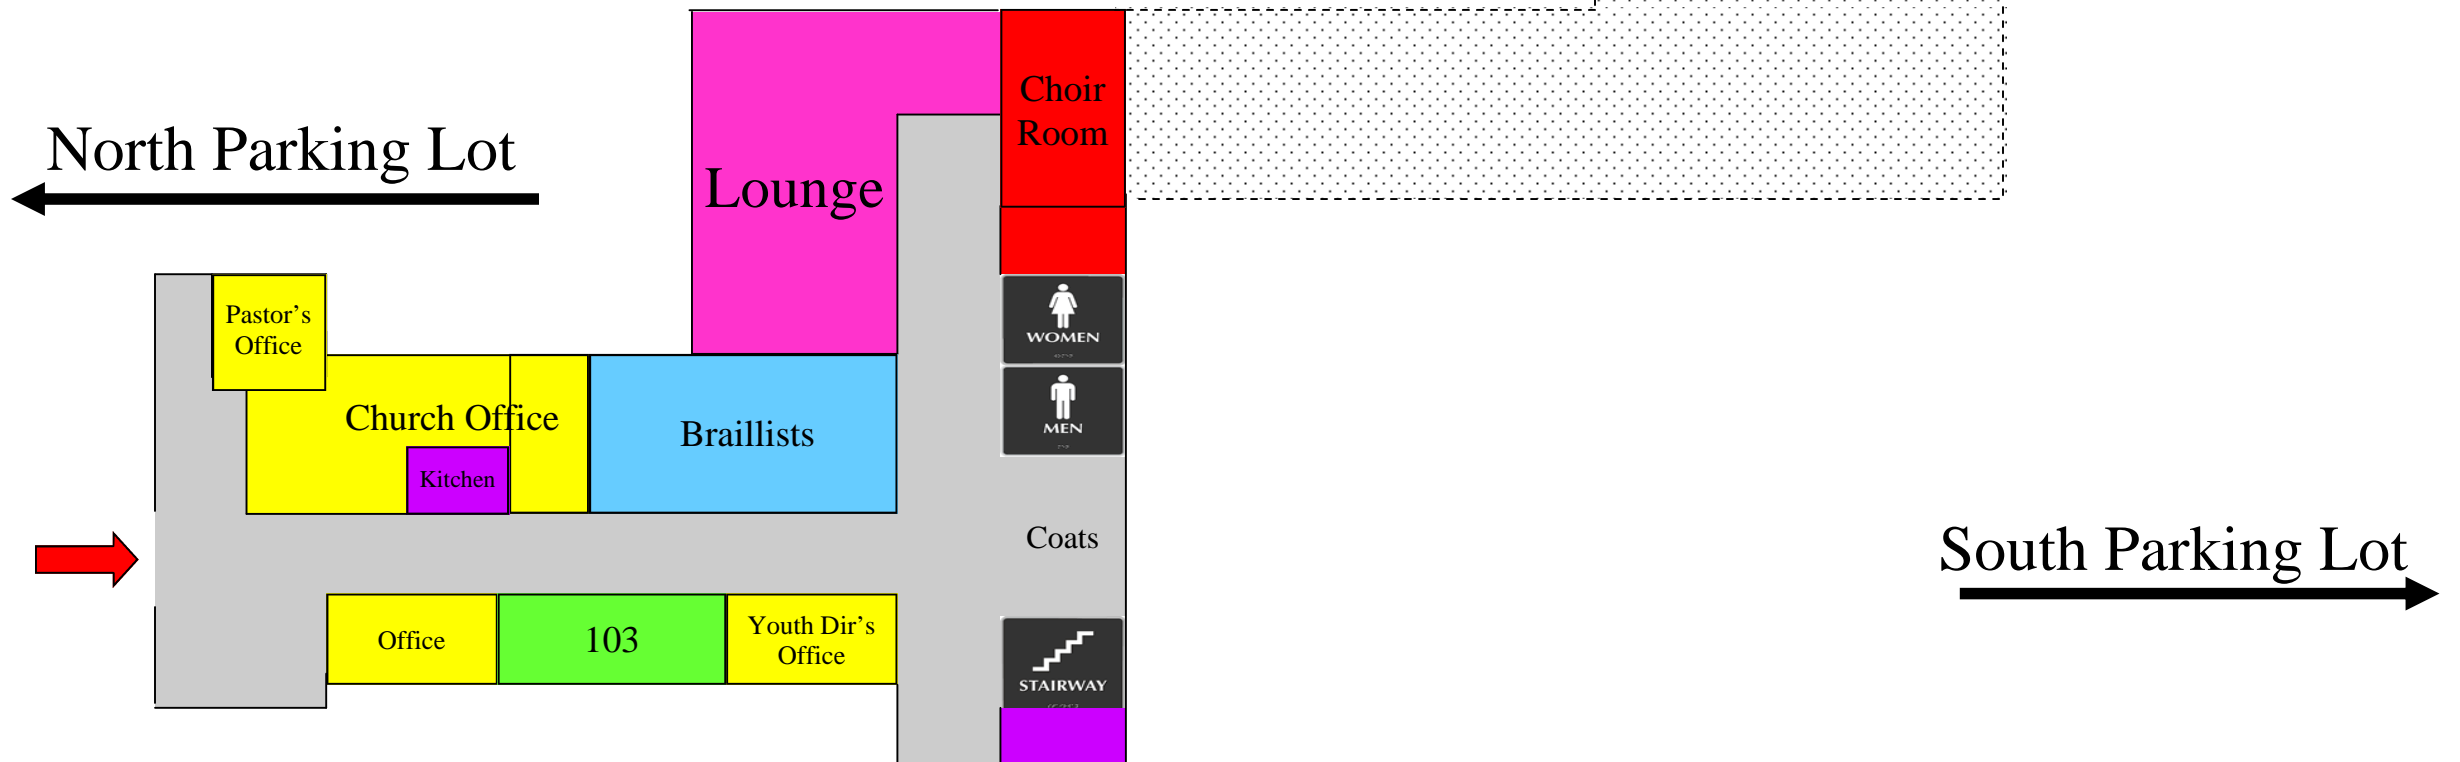 Choir
Room
North Parking Lot
Lounge
Pastor's
Office
WOMEN
MEN
Church Office
Braillists
Kitchen
Coats
South Parking Lot
Office
103
Youth Dir's
Office
STAIRWAY